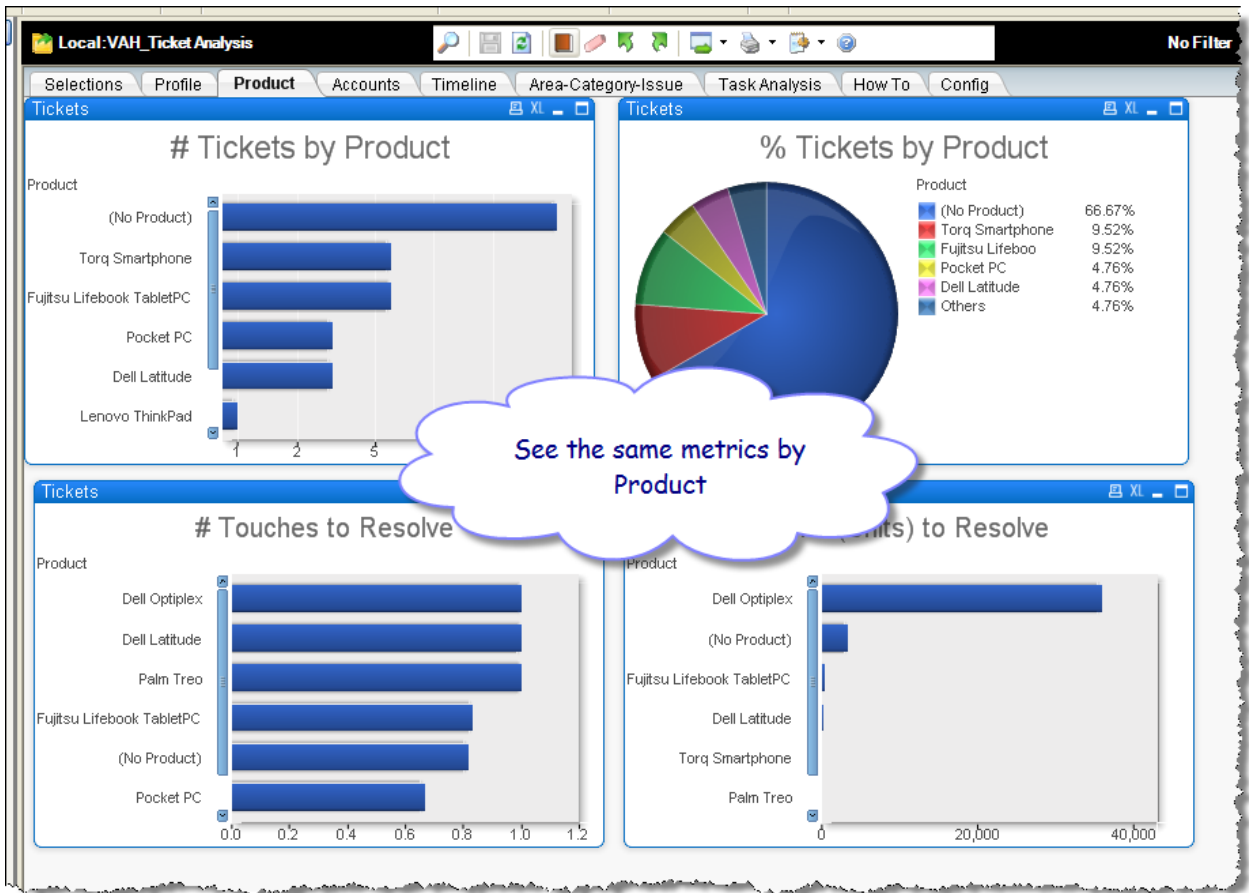 Local:VAH_Ticket Analysis
No Filter
Selections Profile Product Accounts Timeline Area-Category-Issue Task Analysis How To Config
Tickets
XL
# Tickets by Product
Product
(No Product)
Torq Smartphone
Fujitsu Lifebook TabletPC
Pocket PC
Dell Latitude
Lenovo ThinkPad
1 2 5
Tickets
XL
% Tickets by Product
Product
(No Product) 66.67%
Torq Smartphone 9.52%
Fujitsu Lifeboo 9.52%
Pocket PC 4.76%
Dell Latitude 4.76%
Others 4.76%
See the same metrics by
Product
Tickets
# Touches to Resolve
Product
Dell Optiplex
Dell Latitude
Palm Treo
Fujitsu Lifebook TabletPC
(No Product)
Pocket PC
0.0 0.2 0.4 0.6 0.8 1.0 1.2
XL
to Resolve
Product
Dell Optiplex
(No Product)
Fujitsu Lifebook TabletPC
Dell Latitude
Torq Smartphone
Palm Treo
0 20,000 40,000